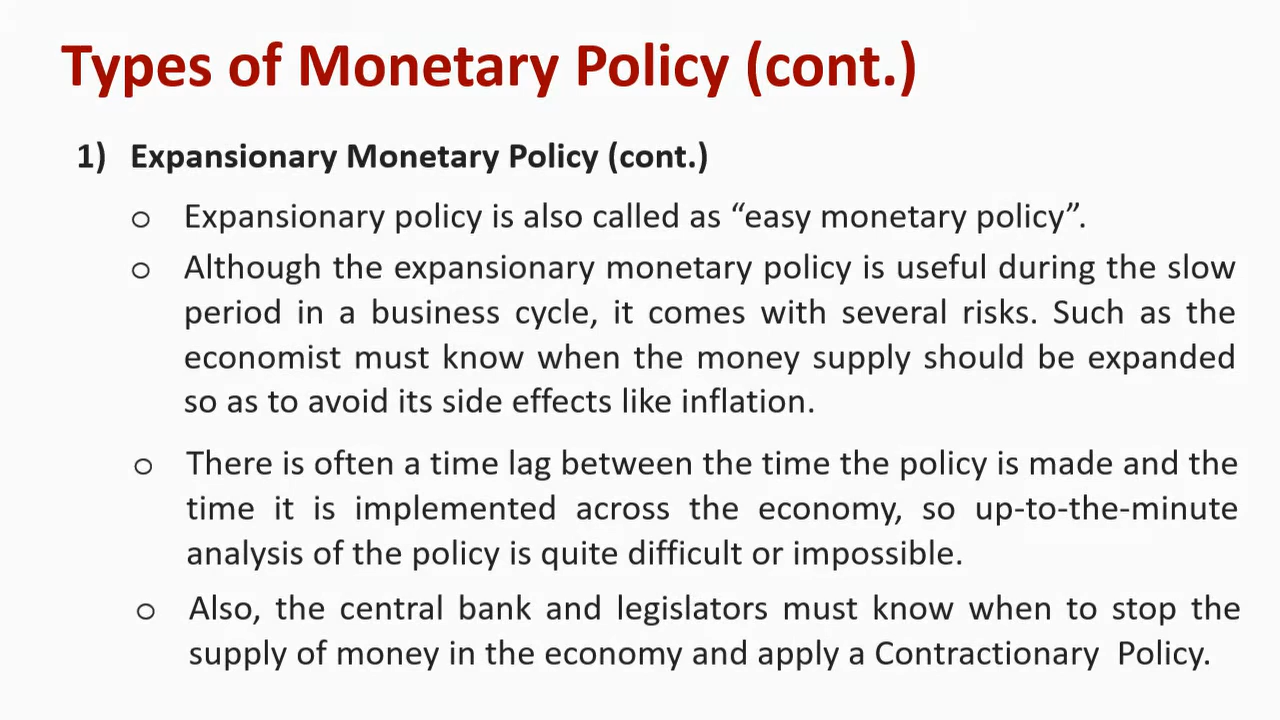 Types of Monetary Policy (cont.)
1) Expansionary Monetary Policy (cont.)
o Expansionary policy is also called as “easy monetary policy”.
o Although the expansionary monetary policy is useful during the slow
period in a business cycle, it comes with several risks. Such as the
economist must know when the money supply should be expanded
so as to avoid its side effects like inflation.
o There is often a time lag between the time the policy is made and the
time it is implemented across the economy, so up-to-the-minute
analysis of the policy is quite difficult or impossible.
o Also, the central bank and legislators must know when to stop the
supply of money in the economy and apply a Contractionary Policy.